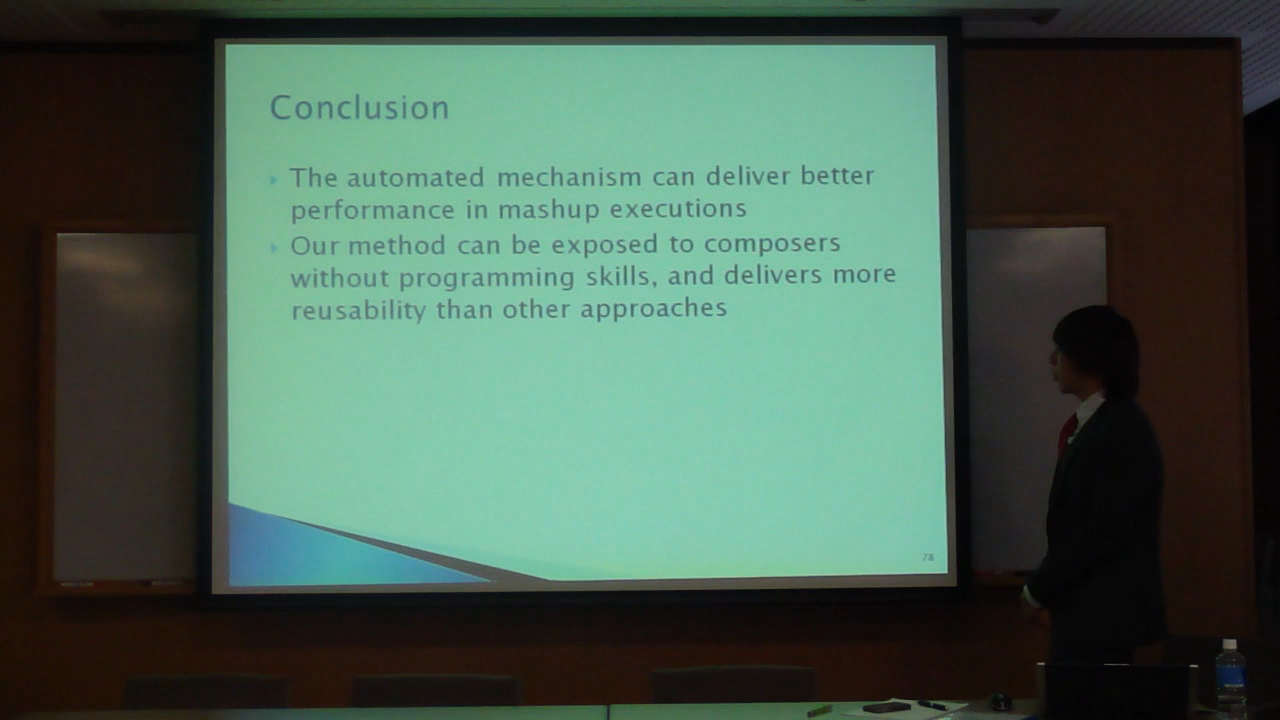 Conclusion
The automated mechanism can deliver better
performance in mashup executions
Our method can be exposed to composers
without programming skills, and delivers more
reusability than other approaches
78